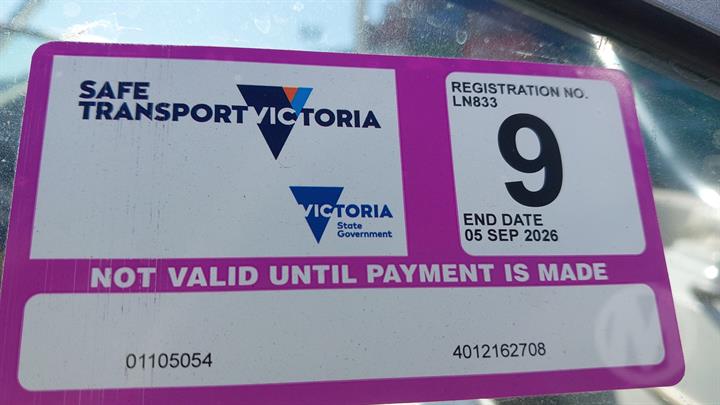 SAFE
TRANSPORT VICTORIA
VICTORIA
State
Government
REGISTRATION NO.
LN833
9
END DATE
05 SEP 2026
NOT VALID UNTIL PAYMENT IS MADE
01105054
4012162708
M